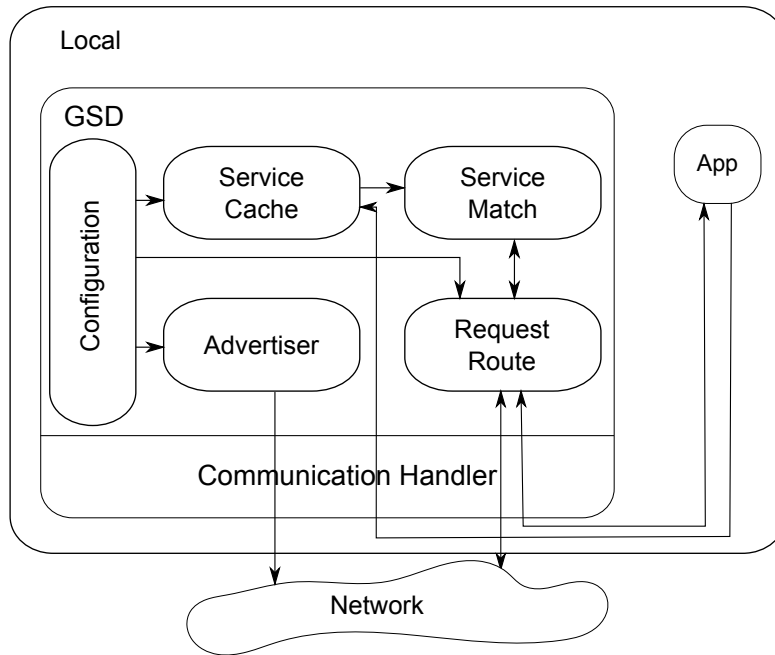 Local
GSD
Configuration
Service
Cache
Service
Match
App
Advertiser
Request
Route
Communication Handler
Network